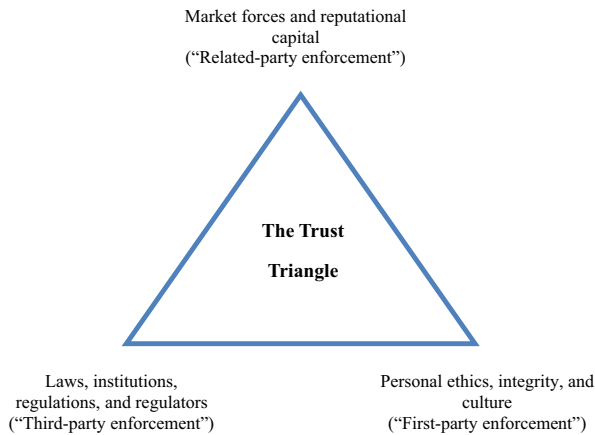 Market forces and reputational
capital
(“Related-party enforcement”)
The Trust
Triangle
Laws, institutions,
regulations, and regulators
(“Third-party enforcement”)
Personal ethics, integrity, and
culture
(“First-party enforcement”)